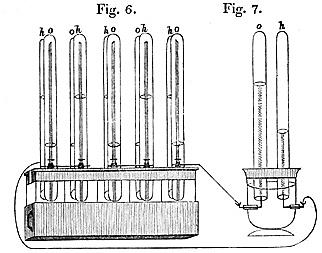 Fig. 6. Fig. 7.
h o o h h o o h h o o h